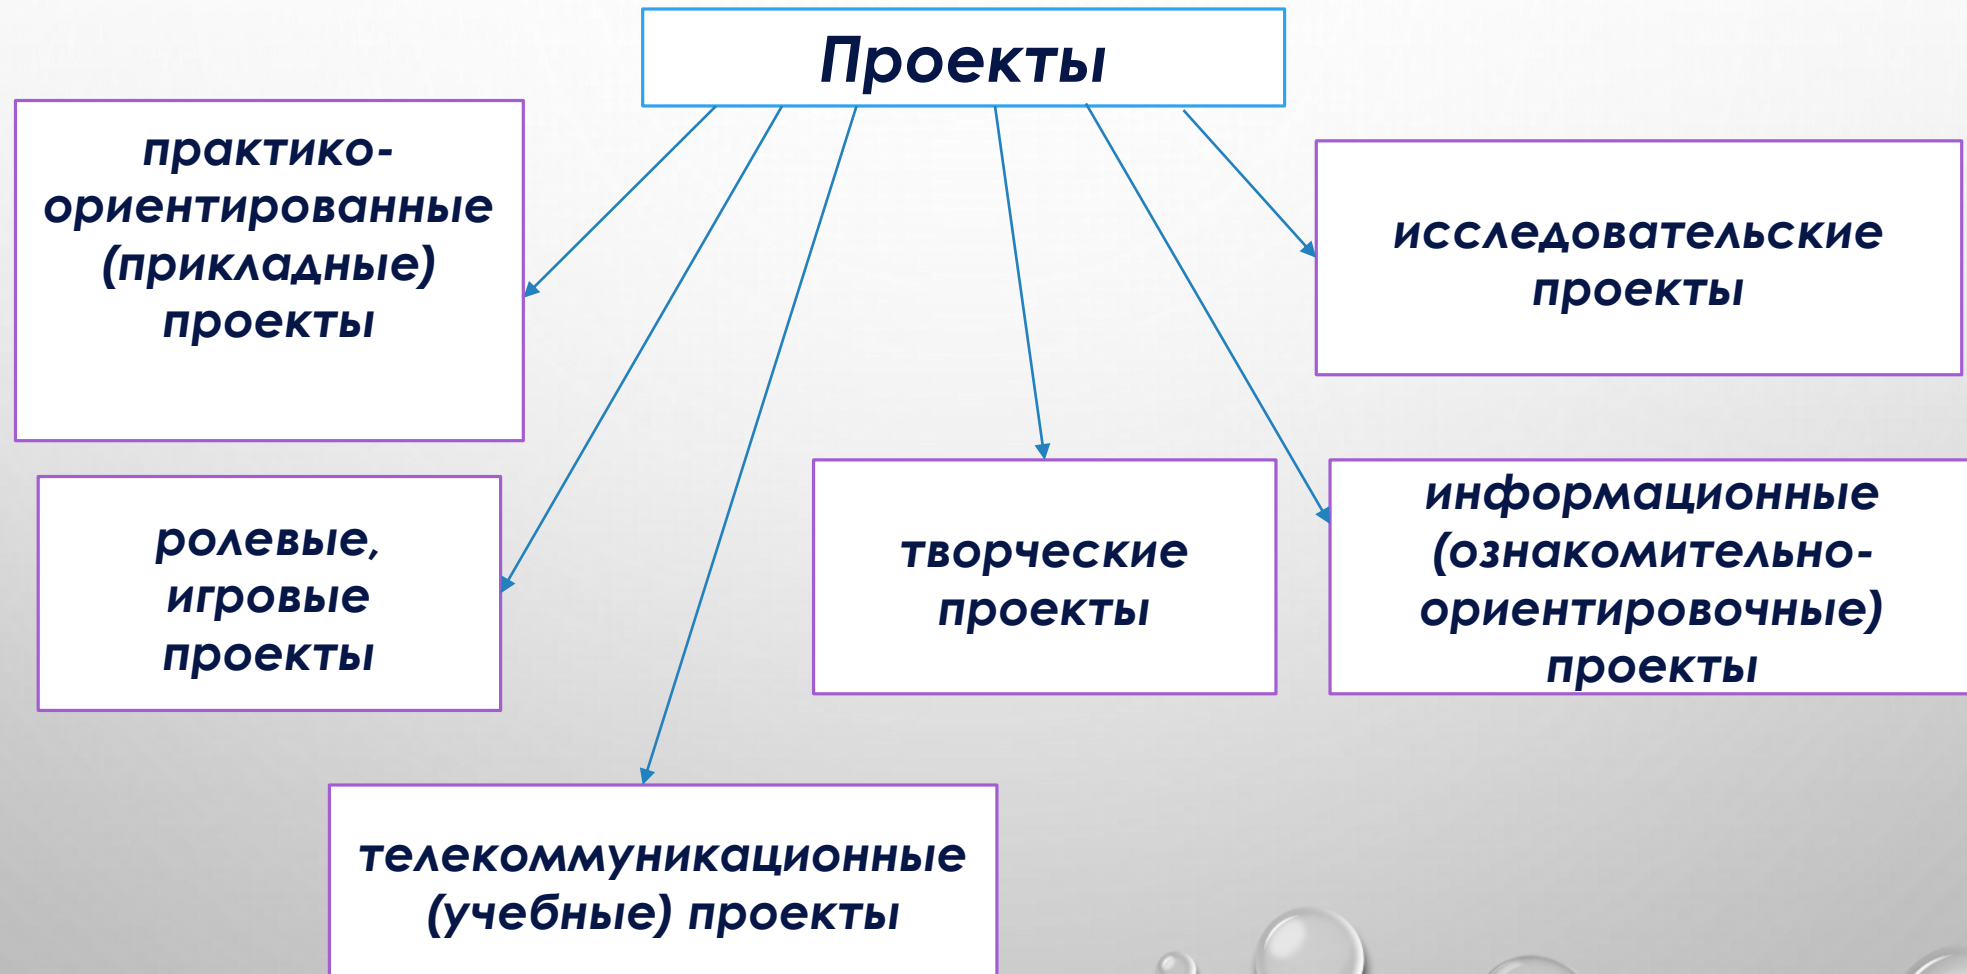 Проекты
практико-
ориентированные
(прикладные)
проекты
исследовательские
проекты
ролевые,
игровые
проекты
творческие
проекты
информационные
(ознакомительно-
ориентировочные)
проекты
телекоммуникационные
(учебные) проекты